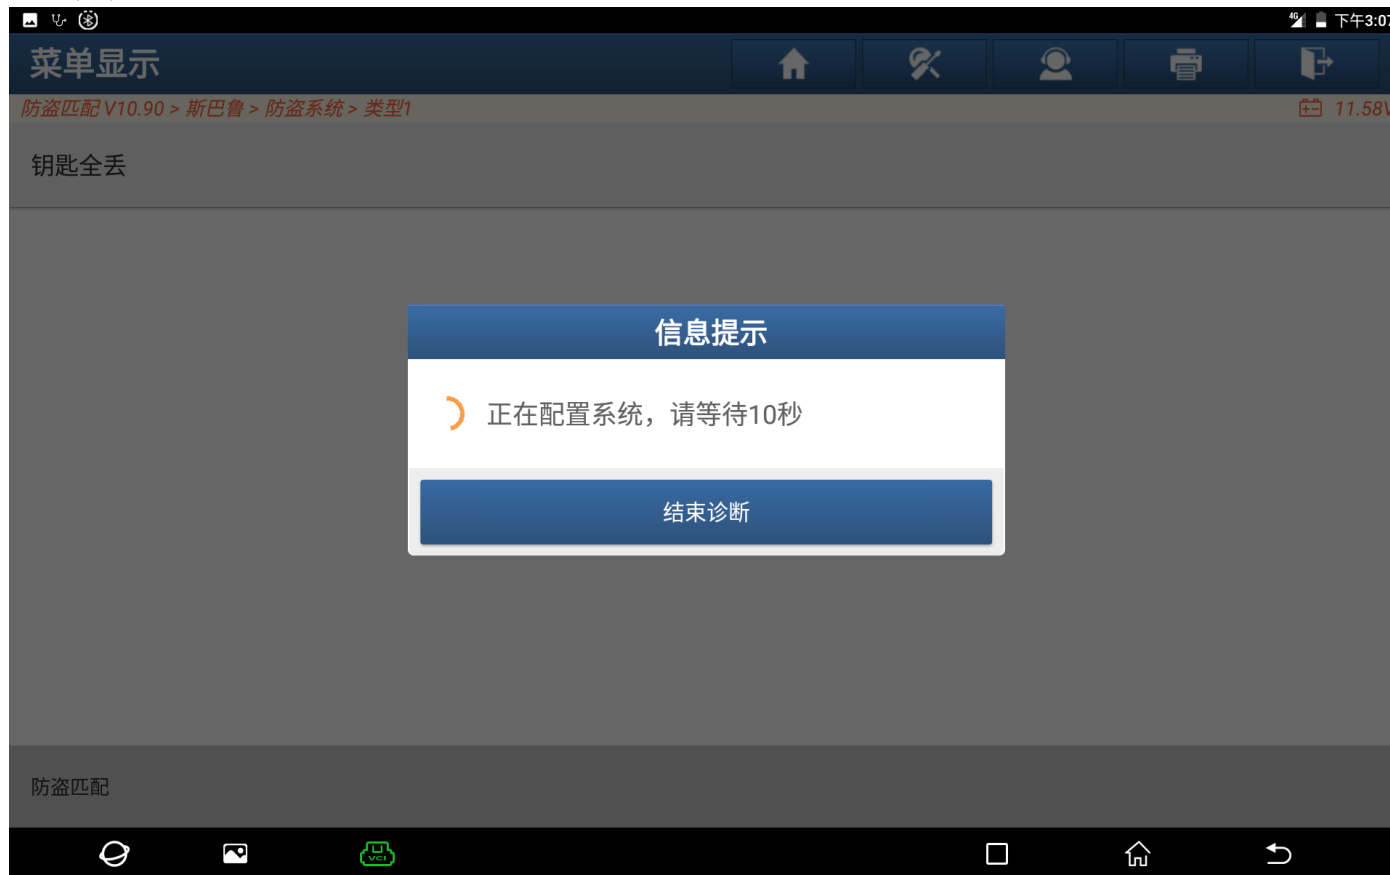 4G 下午3:07
菜单显示
防盗匹配 V10.90 > 斯巴鲁 > 防盗系统 > 类型1
11.58V
钥匙全丢
信息提示
正在配置系统，请等待10秒
结束诊断
防盗匹配
VCI